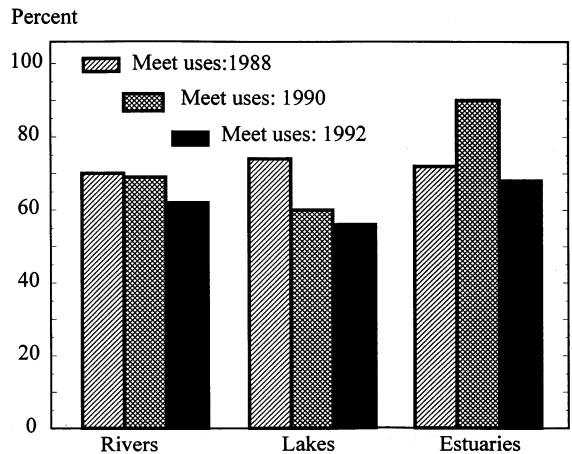 Percent
100
Meet uses:1988
Meet uses: 1990
80
Meet uses: 1992
60
40
20
0
Rivers Lakes Estuaries